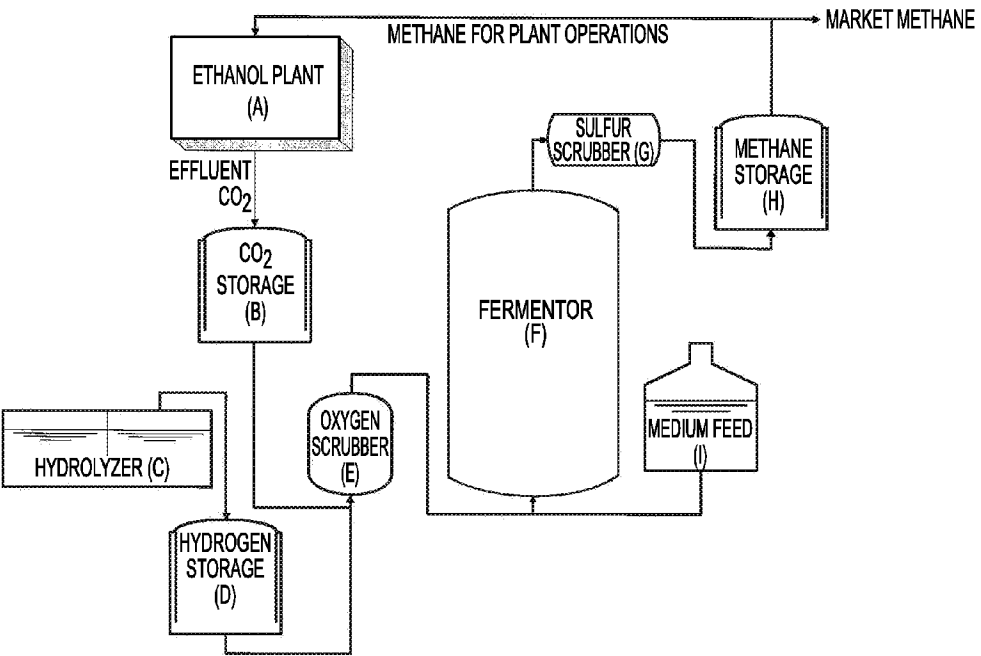 MARKET METHANE
METHANE FOR PLANT OPERATIONS
ETHANOL PLANT
(A)
SULFUR
SCRUBBER (G)
METHANE
STORAGE
(H)
EFFLUENT
CO2
CO2
STORAGE
(B)
FERMENTOR
(F)
OXYGEN
SCRUBBER
(E)
MEDIUM FEED
(I)
HYDROLYZER (C)
HYDROGEN
STORAGE
(D)